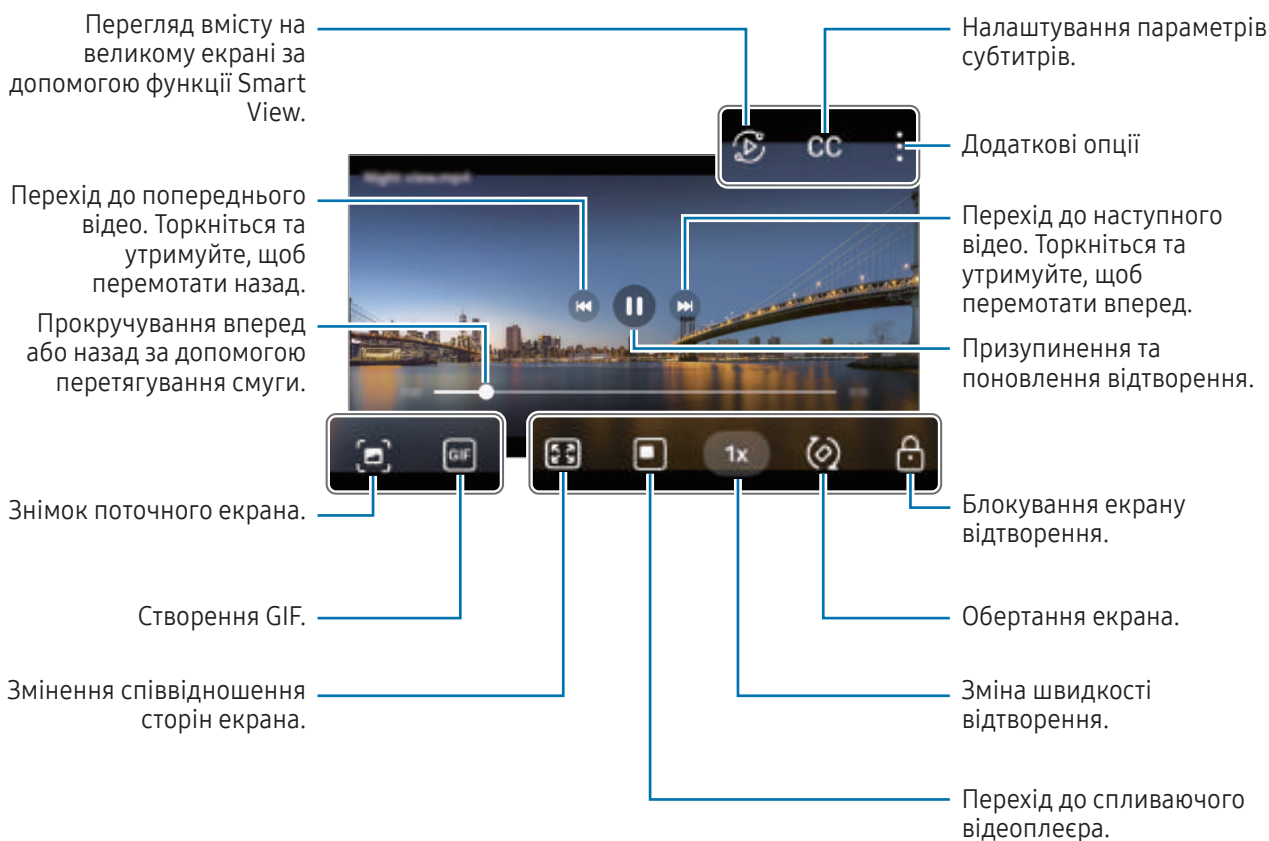 Перегляд вмісту на
великому екрані за
допомогою функції Smart
View.
Налаштування параметрів
субтитрів.
CC
Додаткові опції
Night view.mp4
Перехід до попереднього
відео. Торкніться та
утримуйте, щоб
перемотати назад.
Перехід до наступного
відео. Торкніться та
утримуйте, щоб
перемотати вперед.
Прокручування вперед
або назад за допомогою
перетягування смуги.
Призупинення та
поновлення відтворення.
GIF
1x
Знімок поточного екрана.
Блокування екрану
відтворення.
Створення GIF.
Обертання екрана.
Змінення співвідношення
сторін екрана.
Зміна швидкості
відтворення.
Перехід до спливаючого
відеоплеєра.